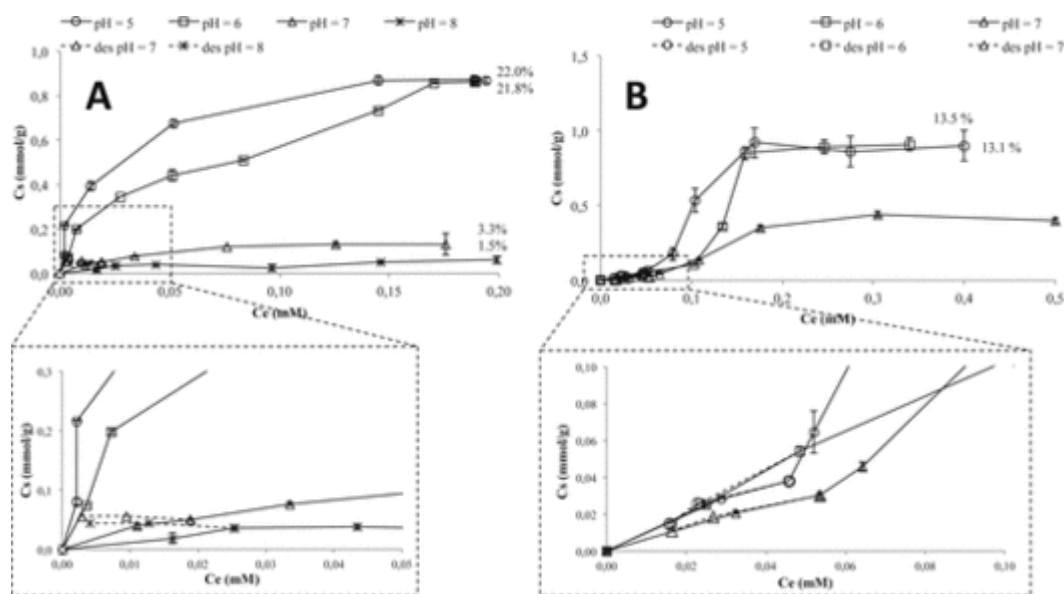 pH = 5 pH = 6 pH = 7 pH = 8
des pH = 7 des pH = 8
A
Cs (mmol/g)
1,0
0,8
0,6
0,4
0,2
0,0
22.0%
21.8%
3.3%
1.5%
0,00 0,05 0,10 0,15 0,20
Ce (mM)
Cs (mmol/g)
0,3
0,2
0,1
0,0
0,00 0,01 0,02 0,03 0,04 0,05
Ce (mM)
pH = 5 pH = 6 pH = 7
des pH = 5 des pH = 6 des pH = 7
B
Cs (mmol/g)
1,5
1,0
0,5
0,0
13.5 %
13.1 %
0,0 0,1 0,2 0,3 0,4 0,5
Ce (mM)
Cs (mmol/g)
0,10
0,08
0,06
0,04
0,02
0,00
0,00 0,02 0,04 0,06 0,08 0,10
Ce (mM)